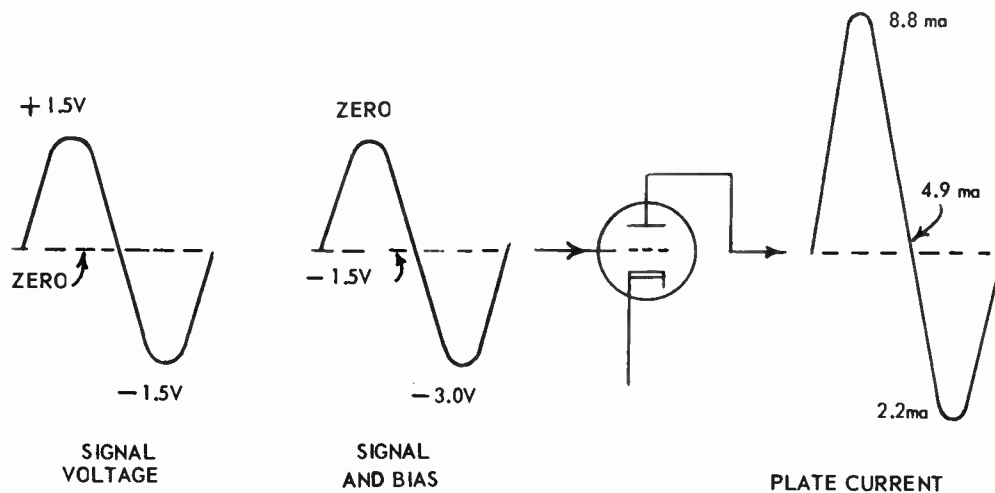 + 1.5V
ZERO
— 1.5V
SIGNAL
VOLTAGE
ZERO
— 1.5V
— 3.0V
SIGNAL
AND BIAS
8.8 ma
4.9 ma
2.2ma
PLATE CURRENT